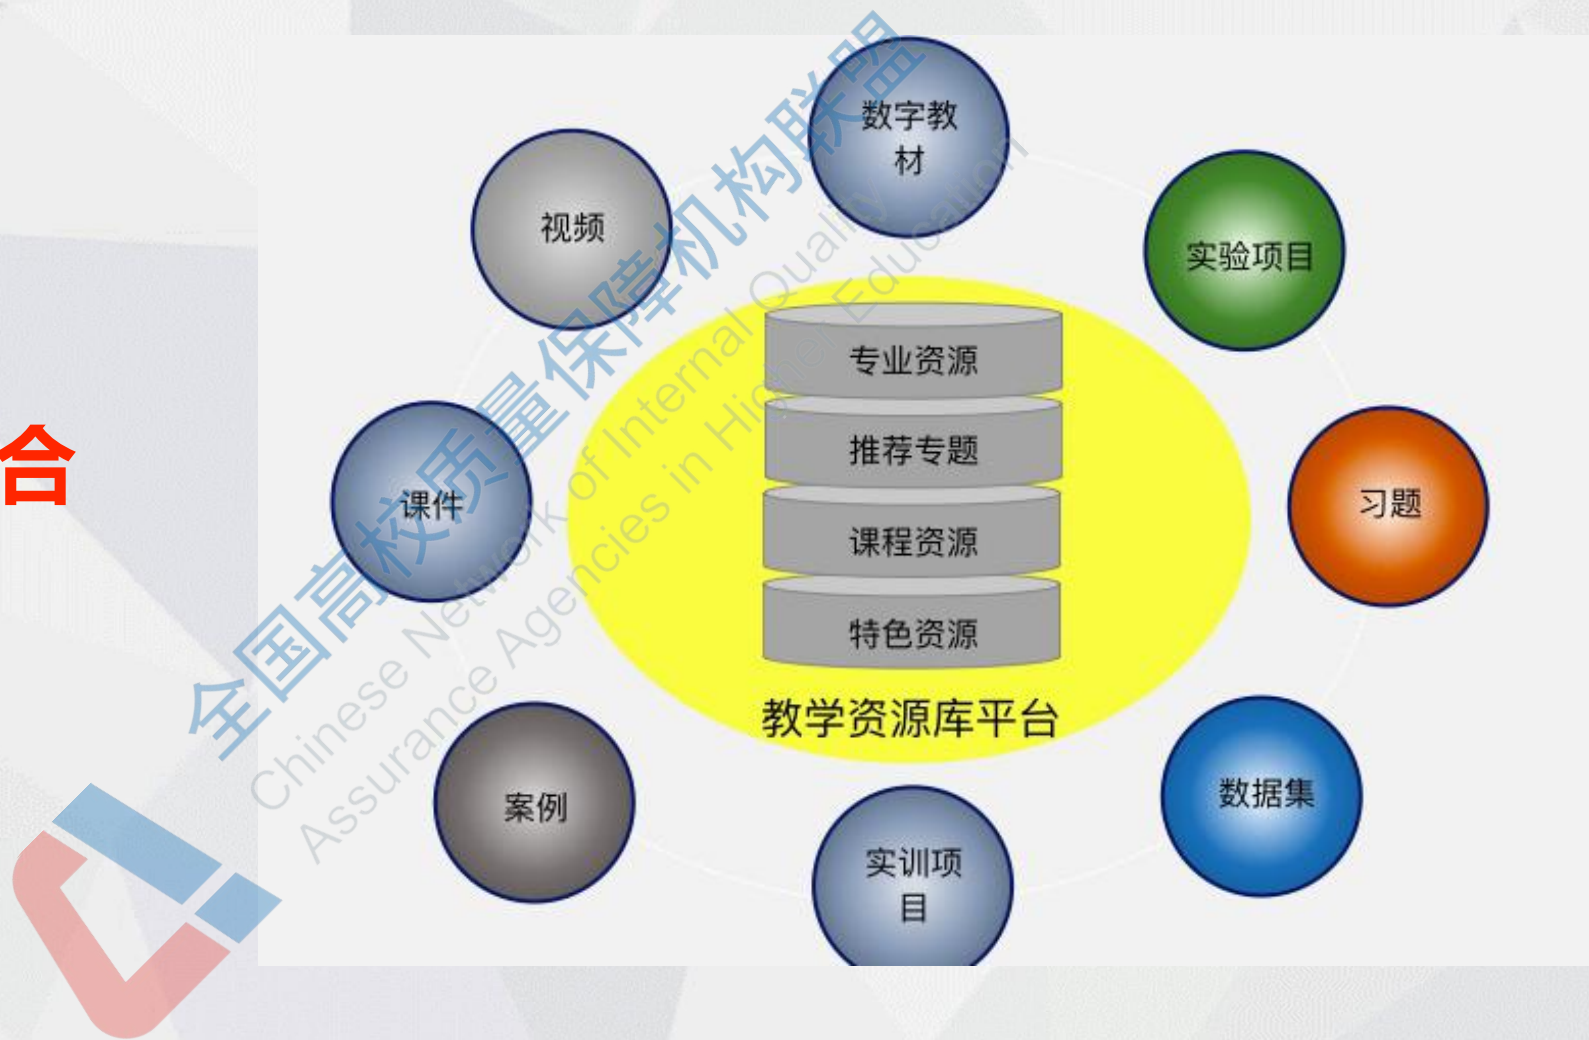 数字教
材
视频
实验项目
专业资源
推荐专题
课程资源
特色资源
教学资源库平台
合
课件
习题
案例
数据集
实训项
目
全国高校质量保障机构联盟
Chinese Network of Internal Quality
Assurance Agencies in Higher Education